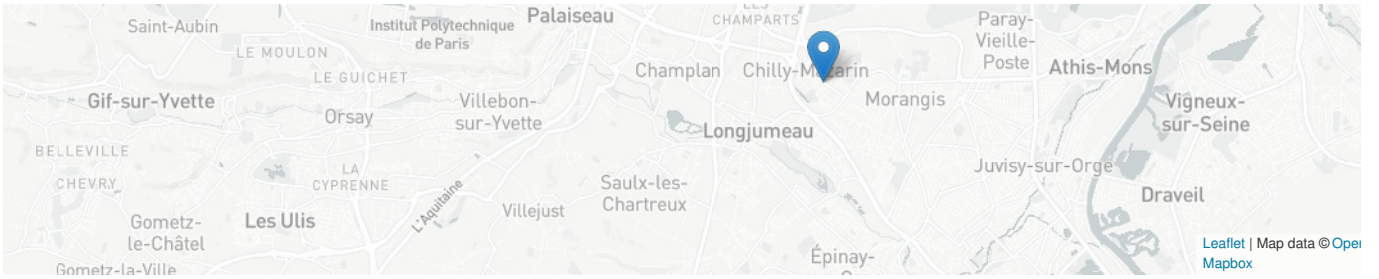 Saint-Aubin
Institut Polytechnique
de Paris
Palaiseau
CHAMPARTS
Paray-
Vieille-
Poste
LE MOULON
LE GUICHET
Champlan
Chilly-Mazarin
Athis-Mons
Gif-sur-Yvette
Orsay
Villebon-
sur-Yvette
Morangis
Vigneux-
sur-Seine
Longjumeau
BELLEVILLE
CHEVRY
LA
CYPRENNE
Juvisy-sur-Orge
Saulx-les-
Chartreux
L'Aquitaine
Villejust
Draveil
Gometz-
le-Châtel
Les Ulis
Gometz-la-Ville
Épinay-
Leaflet | Map data © Oper
Mapbox